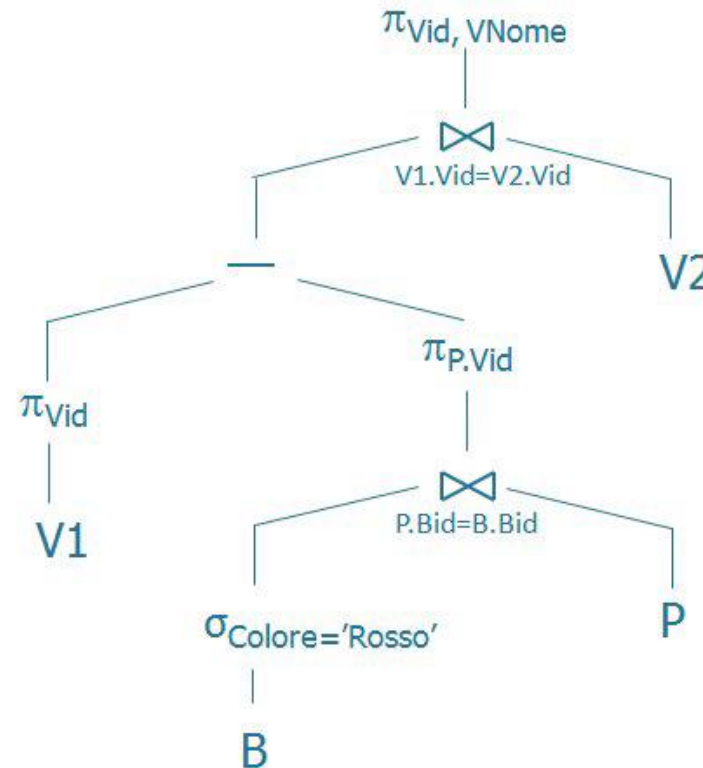 πVid, VNome
⋈
V1.Vid=V2.Vid
—
V2
πP.Vid
πVid
⋈
P.Bid=B.Bid
V1
σColore='Rosso'
P
B